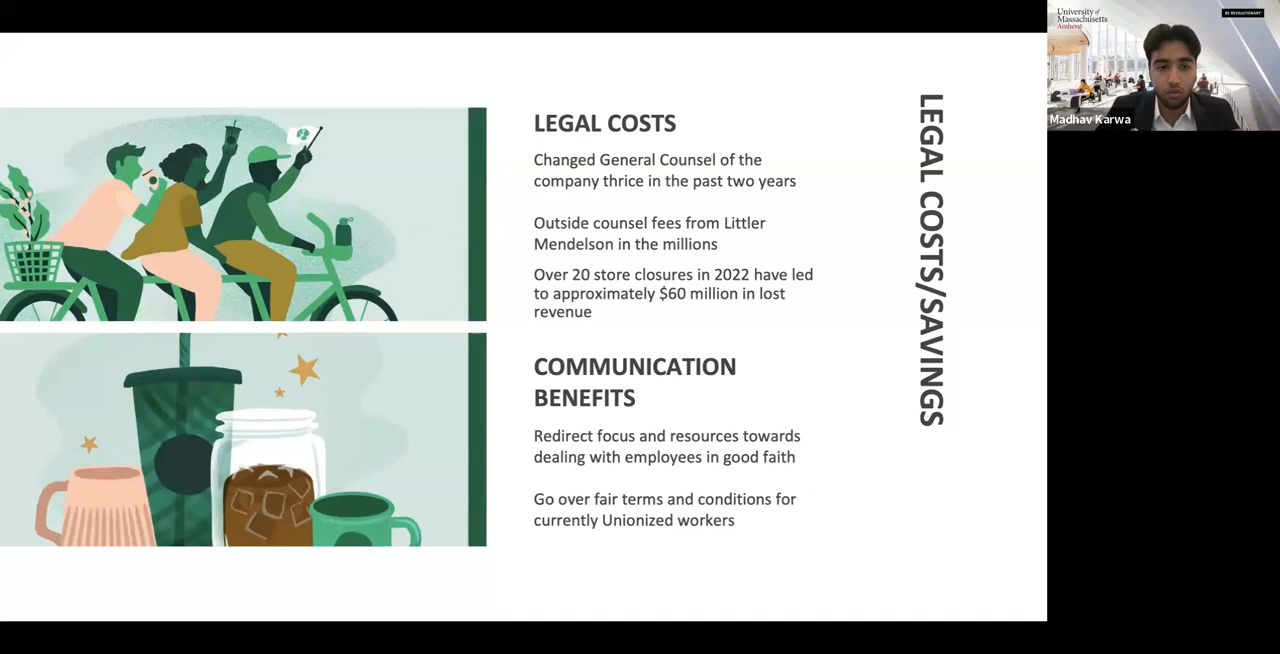 LEGAL COSTS
Changed General Counsel of the
company thrice in the past two years
Outside counsel fees from Littler
Mendelson in the millions
Over 20 store closures in 2022 have led
to approximately $60 million in lost
revenue
COMMUNICATION
BENEFITS
Redirect focus and resources towards
dealing with employees in good faith
Go over fair terms and conditions for
currently Unionized workers
LEGAL COSTS/SAVINGS
University of
Massachusetts
Amherst
BE REVOLUTIONARY
Madhav Karwa